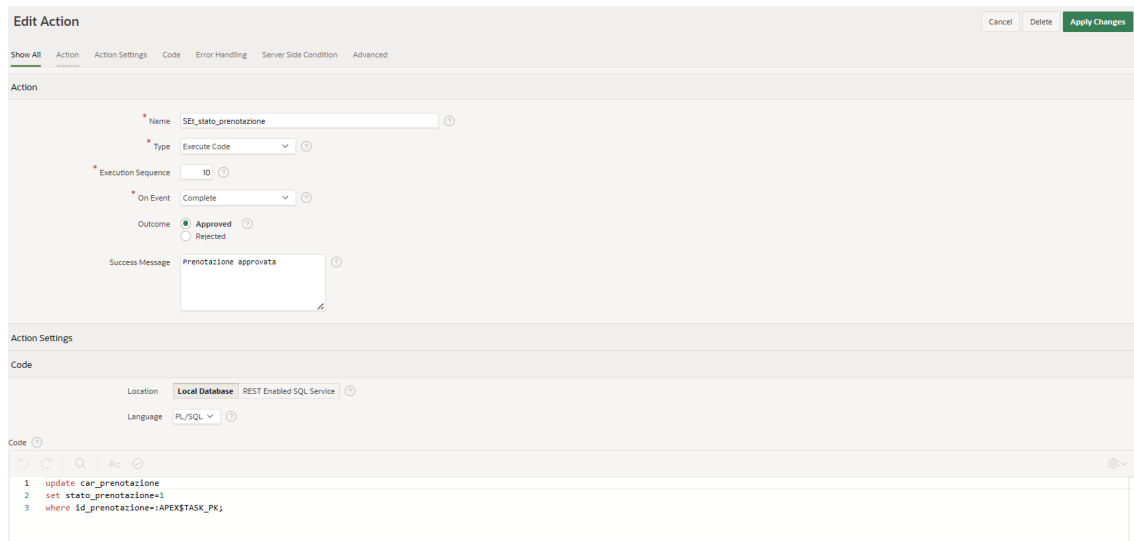 Edit Action
Cancel Delete Apply Changes
Show All Action Action Settings Code Error Handling Server Side Condition Advanced
Action
* Name SEt_stato_prenotazione ?
* Type Execute Code ?
* Execution Sequence 10 ?
* On Event Complete ?
Outcome Approved ?
Rejected
Success Message Prenotazione approvata ?
Action Settings
Code
Location Local Database REST Enabled SQL Service ?
Language PL/SQL ?
Code ?
1 update car_prenotazione
2 set stato_prenotazione=1
3 where id_prenotazione=:APEX$TASK_PK;